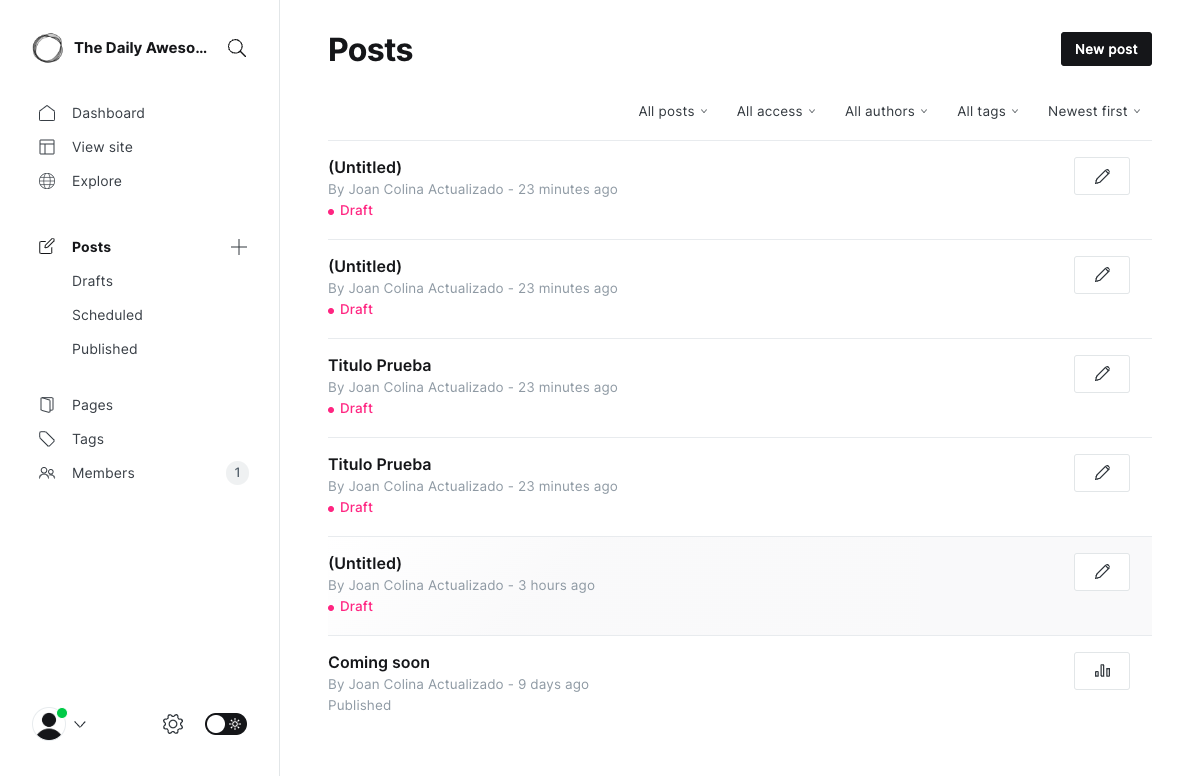 The Daily Aweso...
Dashboard
View site
Explore
Posts
Drafts
Scheduled
Published
Pages
Tags
Members 1
Posts
New post
All posts All access All authors All tags Newest first
(Untitled)
By Joan Colina Actualizado - 23 minutes ago
Draft
(Untitled)
By Joan Colina Actualizado - 23 minutes ago
Draft
Titulo Prueba
By Joan Colina Actualizado - 23 minutes ago
Draft
Titulo Prueba
By Joan Colina Actualizado - 23 minutes ago
Draft
(Untitled)
By Joan Colina Actualizado - 3 hours ago
Draft
Coming soon
By Joan Colina Actualizado - 9 days ago
Published